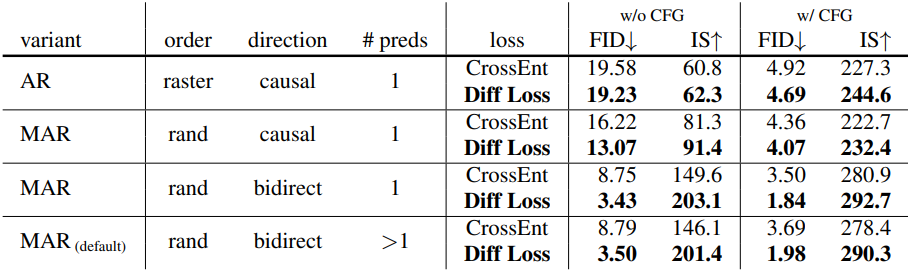 w/o CFG w/ CFG
variant order direction # preds loss FID↓ IS↑ FID↓ IS↑
AR raster causal 1 CrossEnt 19.58 60.8 4.92 227.3
Diff Loss 19.23 62.3 4.69 244.6
MAR rand causal 1 CrossEnt 16.22 81.3 4.36 222.7
Diff Loss 13.07 91.4 4.07 232.4
MAR rand bidirect 1 CrossEnt 8.75 149.6 3.50 280.9
Diff Loss 3.43 203.1 1.84 292.7
MAR (default) rand bidirect >1 CrossEnt 8.79 146.1 3.69 278.4
Diff Loss 3.50 201.4 1.98 290.3